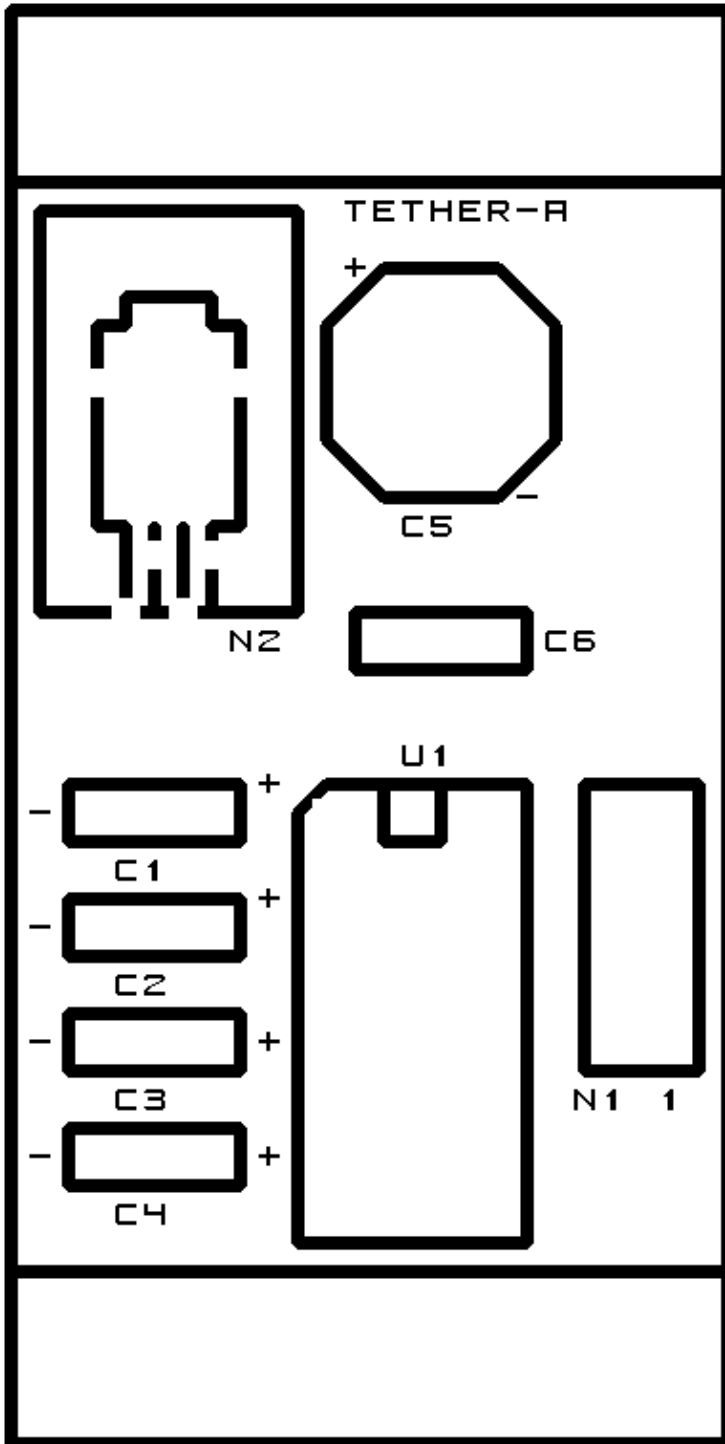 TETHER-A
+
-
C5
N2
C6
U1
+
-
C1
+
-
C2
- +
C3
N1 1
- +
C4